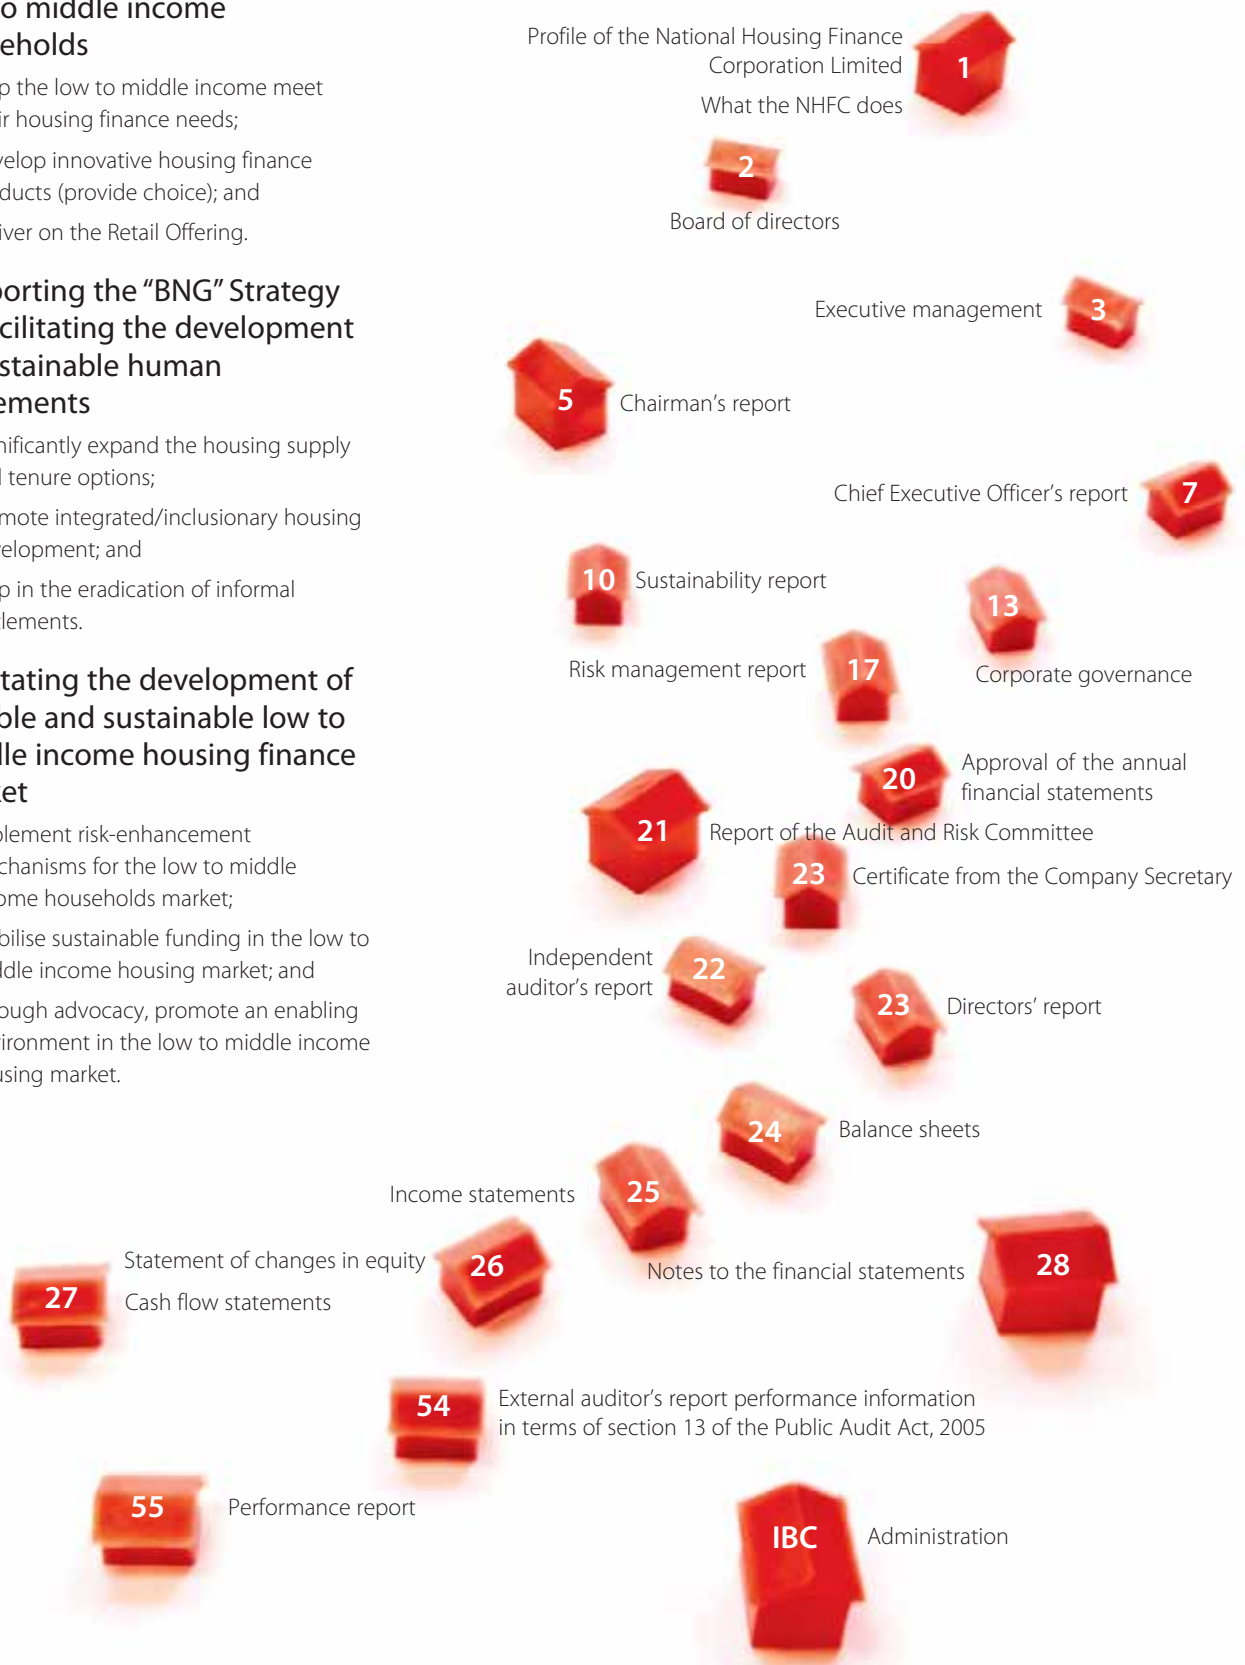 o middle income
eholds
p the low to middle income meet
ir housing finance needs;
velop innovative housing finance
ducts (provide choice); and
iver on the Retail Offering.
porting the “BNG” Strategy
cilitating the development
stainable human
ements
nificantly expand the housing supply
l tenure options;
mote integrated/inclusionary housing
velopment; and
p in the eradication of informal
tlements.
tating the development of
ble and sustainable low to
lle income housing finance
ket
plement risk-enhancement
chanisms for the low to middle
ome households market;
bilise sustainable funding in the low to
ddle income housing market; and
ough advocacy, promote an enabling
vironment in the low to middle income
using market.
Profile of the National Housing Finance
Corporation Limited
1
What the NHFC does
2
Board of directors
Executive management
3
5
Chairman’s report
Chief Executive Officer’s report
7
10
Sustainability report
13
Corporate governance
Risk management report
17
20
Approval of the annual
financial statements
21
Report of the Audit and Risk Committee
23
Certificate from the Company Secretary
Independent
auditor’s report
22
23
Directors’ report
24
Balance sheets
Income statements
25
Statement of changes in equity
26
27
Cash flow statements
Notes to the financial statements
28
54
External auditor’s report performance information
in terms of section 13 of the Public Audit Act, 2005
55
Performance report
IBC
Administration